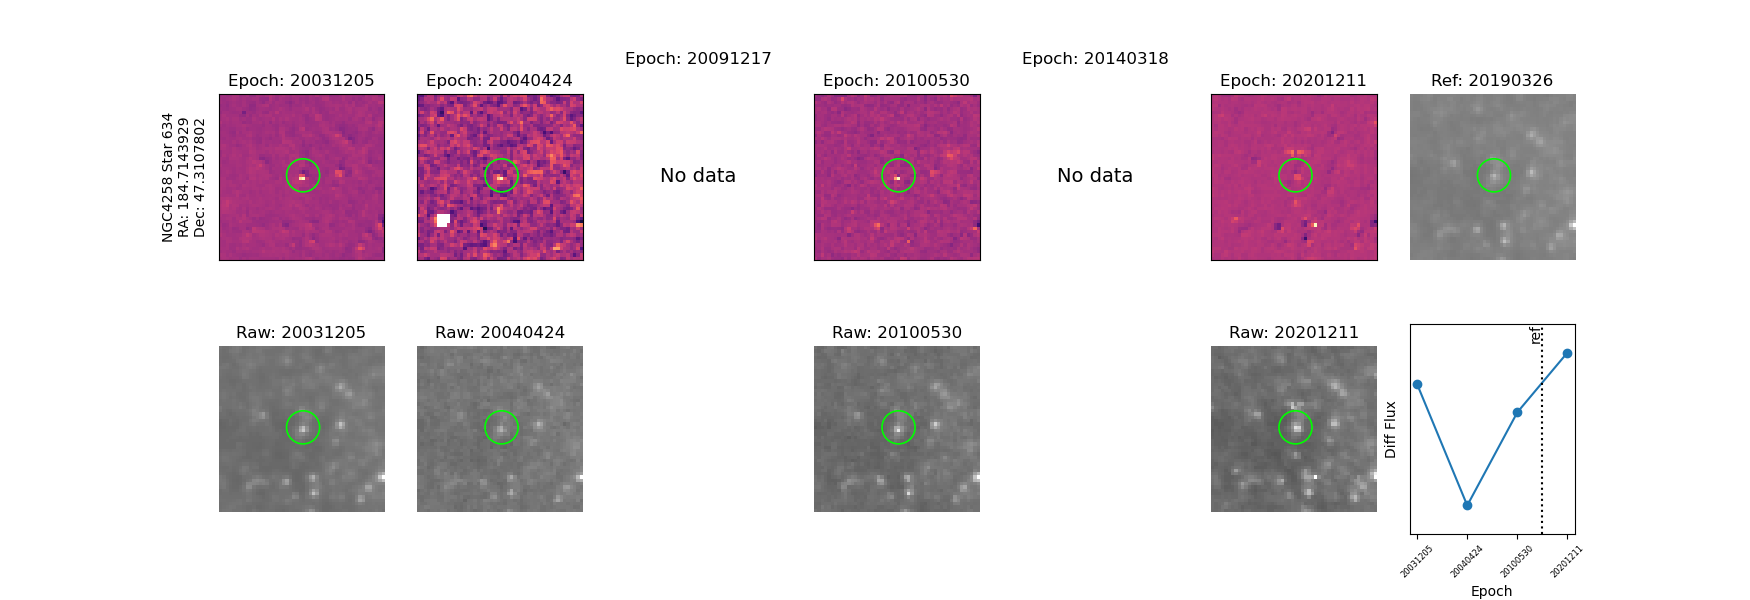 Epoch: 20091217
Epoch: 20140318
Epoch: 20031205
Epoch: 20040424
Epoch: 20100530
Epoch: 20201211
Ref: 20190326
NGC4258 Star 634
RA: 184.7143929
Dec: 47.3107802
No data
No data
Raw: 20031205
Raw: 20040424
Raw: 20100530
Raw: 20201211
ref
Diff Flux
20031205
20040424
20100530
20201211
Epoch